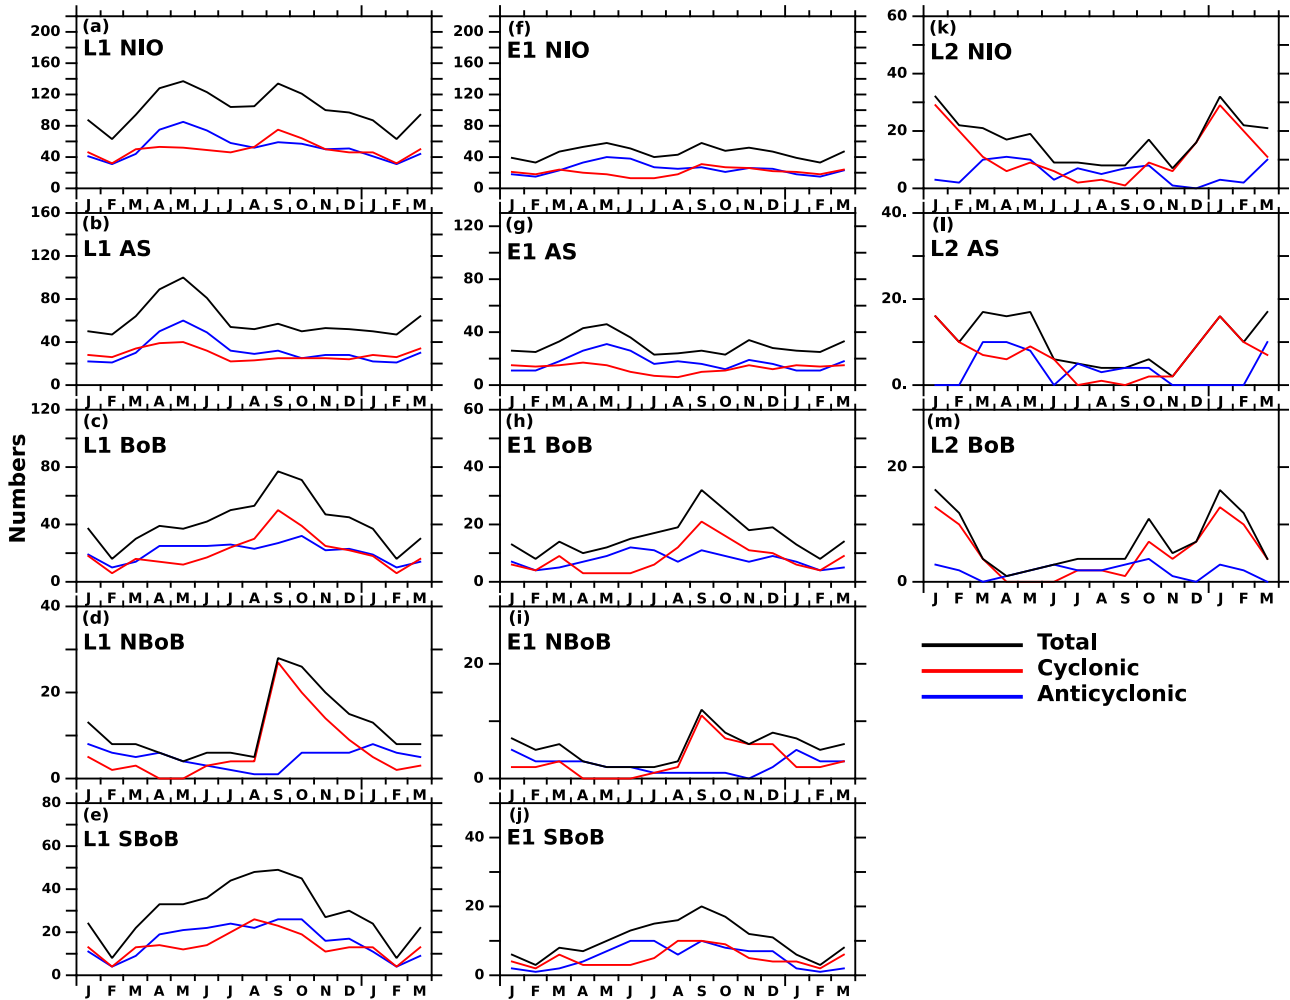 (a)
L1 NIO
200
160
120
80
40
0
J F M A M J J A S O N D J F M
(f)
E1 NIO
200
160
120
80
40
0
J F M A M J J A S O N D J F M
(k)
L2 NIO
60
40
20
0
J F M A M J J A S O N D J F M
(b)
L1 AS
160
120
80
40
0
J F M A M J J A S O N D J F M
(g)
E1 AS
120
80
40
0
J F M A M J J A S O N D J F M
(l)
L2 AS
40.
20.
0.
J F M A M J J A S O N D J F M
Numbers
(c)
L1 BoB
120
80
40
0
J F M A M J J A S O N D J F M
(h)
E1 BoB
60
40
20
0
J F M A M J J A S O N D J F M
(m)
L2 BoB
20
0
J F M A M J J A S O N D J F M
(d)
L1 NBoB
40
20
0
J F M A M J J A S O N D J F M
(i)
E1 NBoB
20
0
J F M A M J J A S O N D J F M
Total
Cyclonic
Anticyclonic
(e)
L1 SBoB
80
60
40
20
0
J F M A M J J A S O N D J F M
(j)
E1 SBoB
40
20
0
J F M A M J J A S O N D J F M